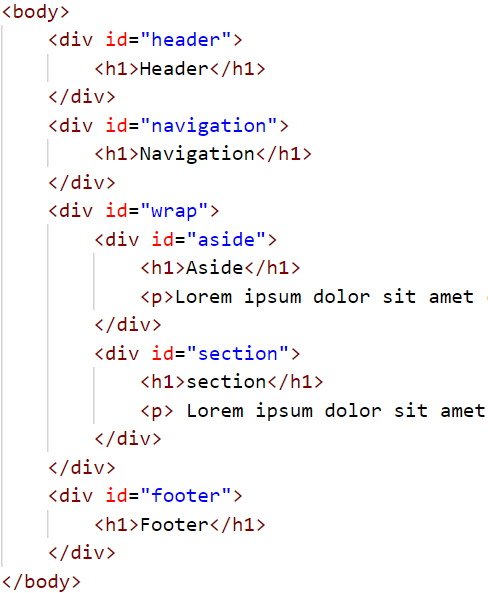 <body>
<div id="header">
<h1>Header</h1>
</div>
<div id="navigation">
<h1>Navigation</h1>
</div>
<div id="wrap">
<div id="aside">
<h1>Aside</h1>
<p>Lorem ipsum dolor sit amet
</div>
<div id="section">
<h1>section</h1>
<p> Lorem ipsum dolor sit amet
</div>
</div>
<div id="footer">
<h1>Footer</h1>
</div>
</body>